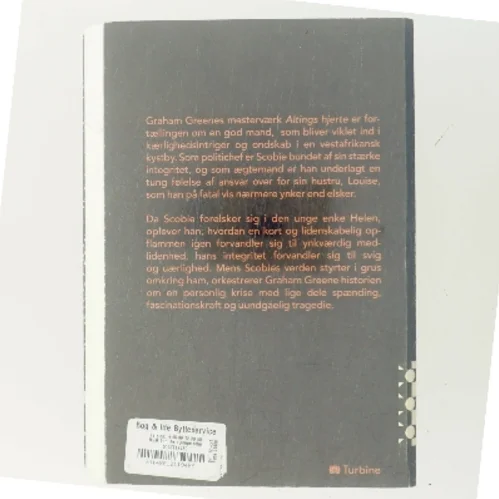 Graham Greenes mesterværk Altings hjerte er for-
tællingen om en god mand, som bliver viklet ind i
kærlighedsintriger og ondskab i en vestafrikansk
kystby. Som politichef er Scobie bundet af sin stærke
integritet, og som ægtemand er han underlagt en
tung følelse af ansvar over for sin hustru, Louise,
som han på fatal vis nærmere ynker end elsker.
Da Scobie forelsker sig i den unge enke Helen,
oplever han, hvordan en kort og lidenskabelig op-
flammen igen forvandler sig til ynkværdig med-
lidenhed, hans integritet forvandler sig til svig
og uærlighed. Mens Scobies verden styrter i grus
omkring ham, orkestrerer Graham Greene historien
om en personlig krise med lige dele spænding,
fascinationskraft og uundgåelig tragedie.
Bog & Ide Bytteservice
Turbine